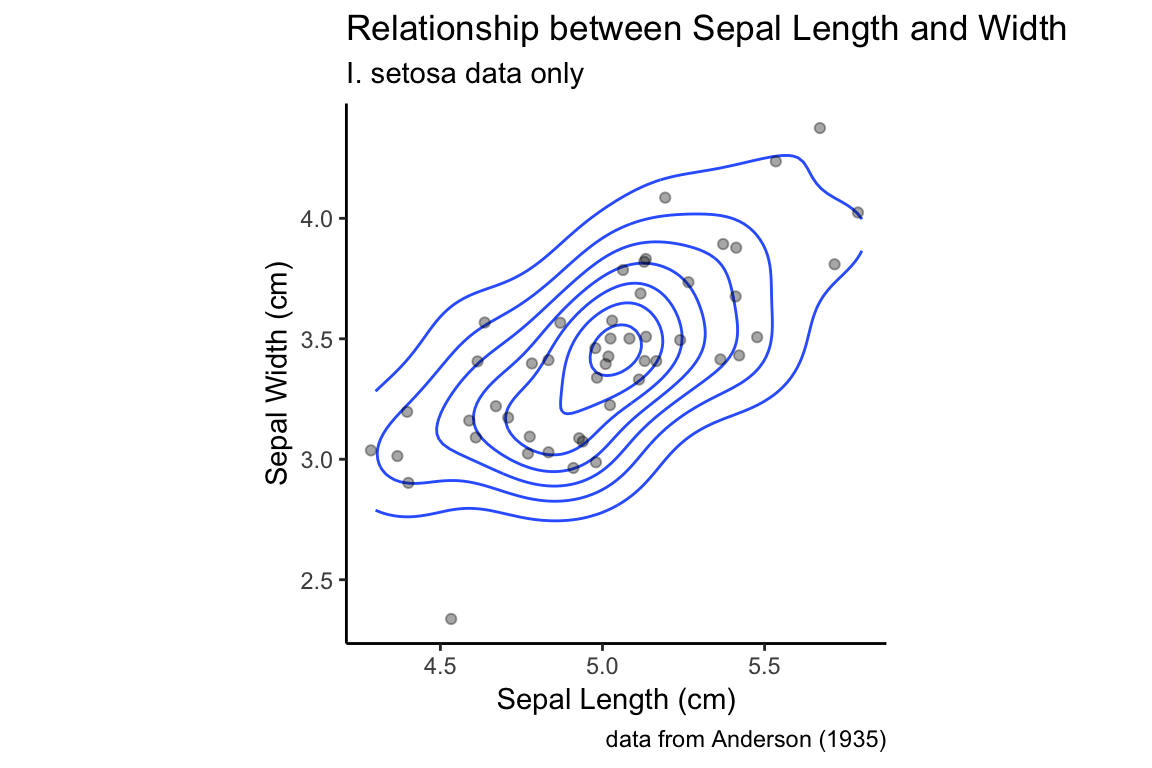 Relationship between Sepal Length and Width
I. setosa data only
Sepal Width (cm)
4.0
3.5
3.0
2.5
4.5 5.0 5.5
Sepal Length (cm)
data from Anderson (1935)